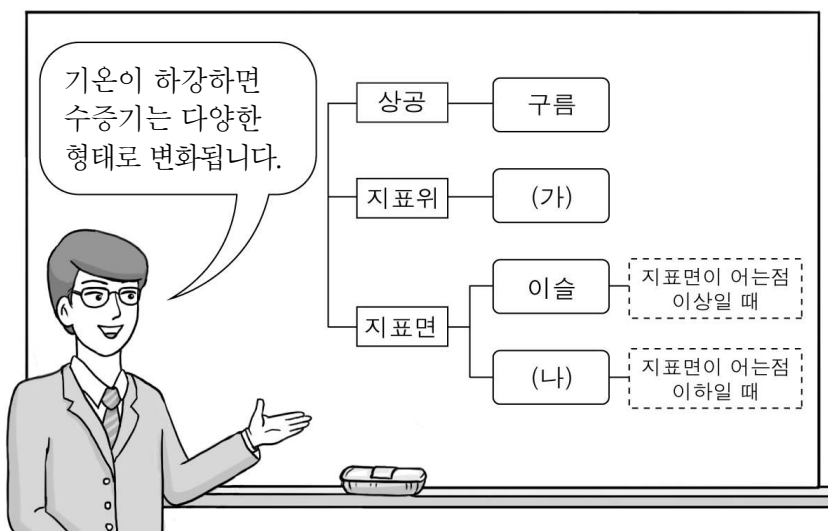 기온이 하강하면
수증기는 다양한
형태로 변화됩니다.
상공
구름
지표위
(가)
지표면
이슬
지표면이 어는점
이상일 때
(나)
지표면이 어는점
이하일 때